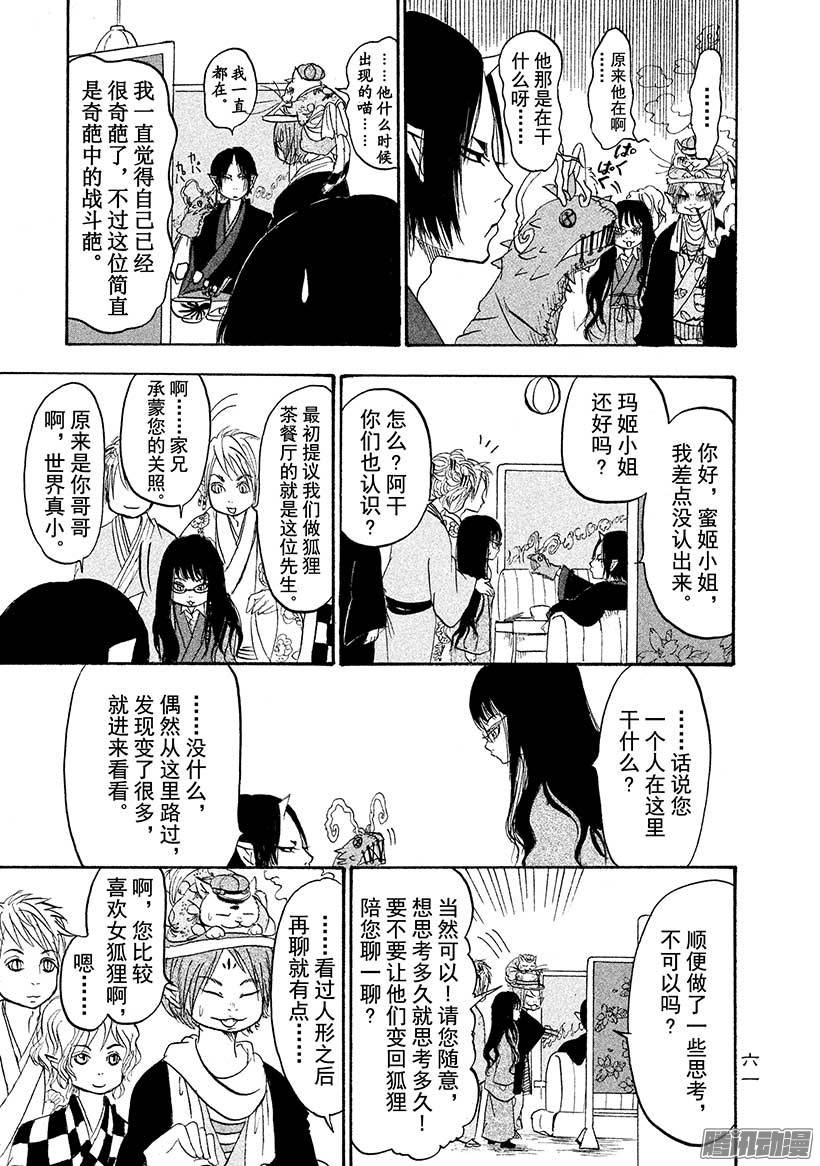 ……
原来他在啊
他那是在干
什么呀……
ぱく
ぱく
……他什么时候
出现的喵……
我一直
都在。
カパ
カパ
我一直觉得自己已经
很奇葩了，不过这位简直
是奇葩中的战斗葩。
你好，蜜姬小姐，
我差点没认出来。
玛姬小姐
还好吗？
怎么？阿干
你们也认识？
最初提议我们做狐狸
茶餐厅的就是这位先生。
啊……家兄
承蒙您的关照。
原来是你哥哥
啊，世界真小。
……话说您
一个人在这里
干什么？
……没什么，
偶然从这里路过，
发现变了很多，
就进来看看。
顺便做了一些思考，
不可以吗？
当然可以！请您随意，
想思考多久就思考多久！
要不要让他们变回狐狸
陪您聊一聊？
……看过人形之后
再聊就有点……
啊，您比较
喜欢女狐狸啊，
嗯……
六一
腾讯动漫